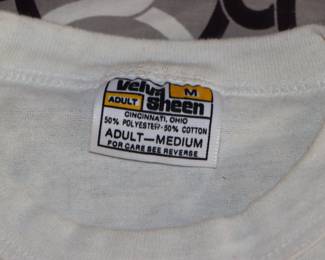 Velva M
ADULT Sheen
CINCINNATI, OHIO
50% POLYESTER-50% COTTON
ADULT—MEDIUM
FOR CARE SEE REVERSE